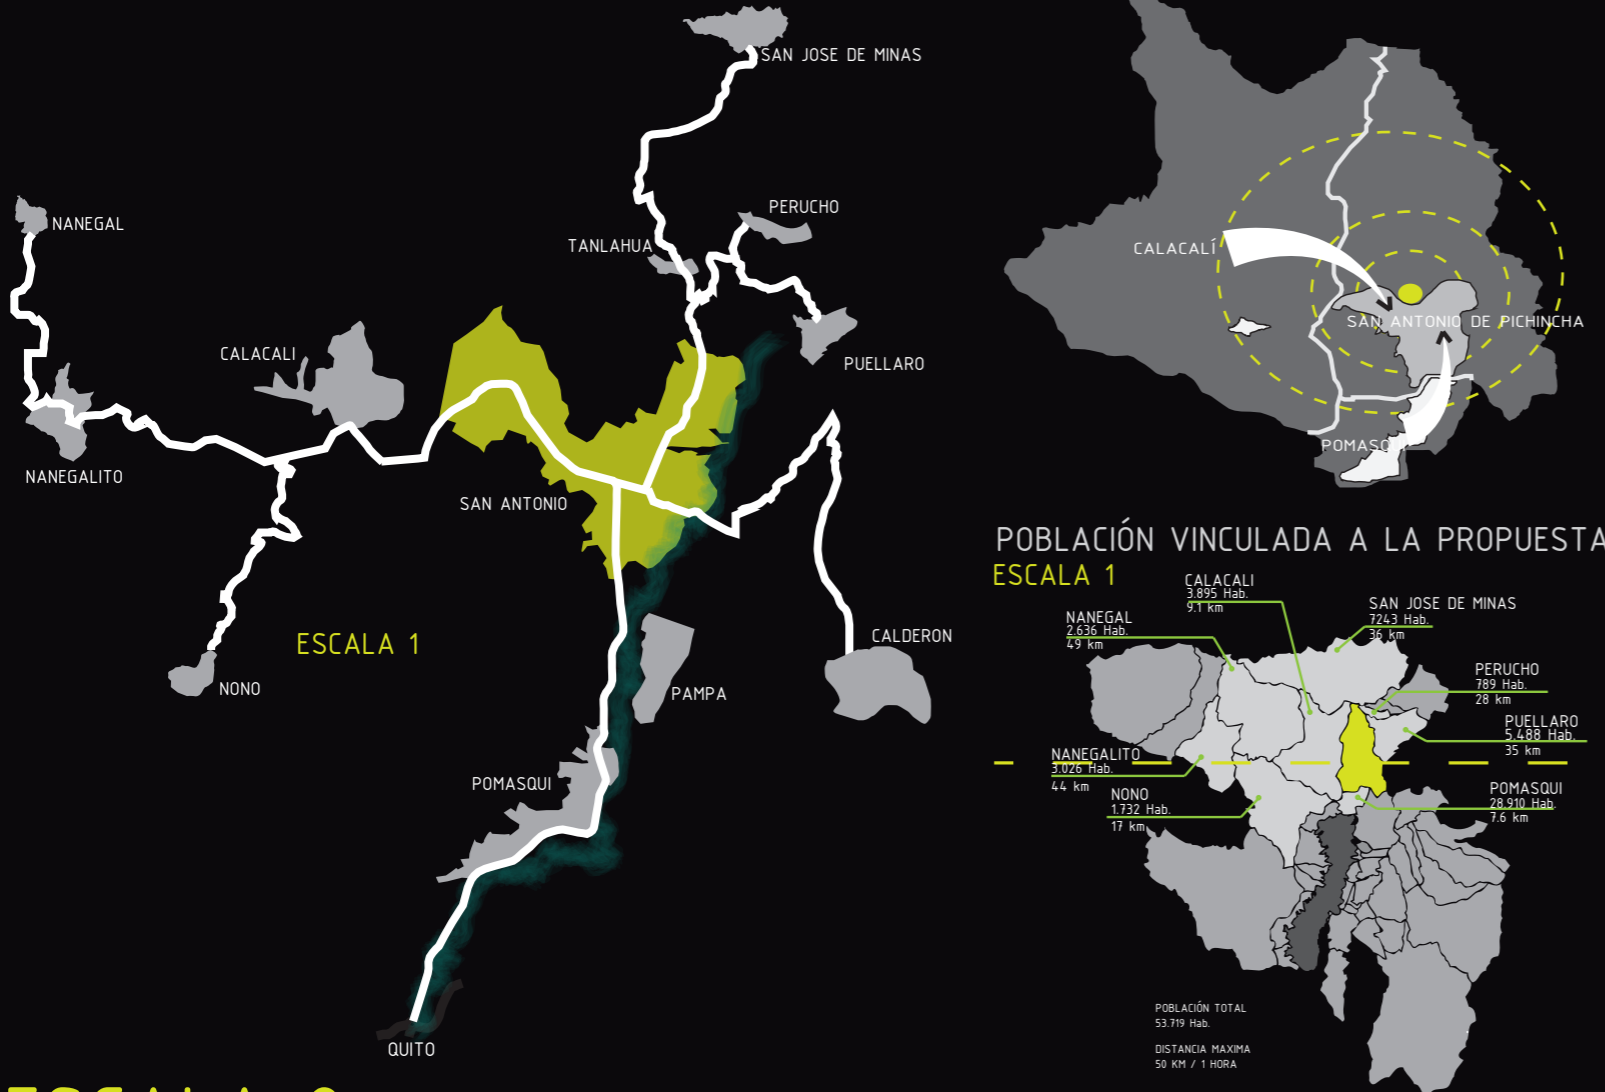 SAN JOSE DE MINAS
NANEGAL
PERUCHO
TANLAHUA
CALACALI
PUELLARO
NANEGALITO
SAN ANTONIO
ESCALA 1
CALDERON
NONO
PAMPA
POMASQUI
QUITO
CALACALÍ
SAN ANTONIO DE PICHINCHA
POMASQUI
POBLACIÓN VINCULADA A LA PROPUESTA
ESCALA 1
CALACALI
3.895 Hab.
9.1 km
NANEGAL
2.636 Hab.
49 km
SAN JOSE DE MINAS
7243 Hab.
36 km
PERUCHO
789 Hab.
28 km
PUELLARO
5.488 Hab.
35 km
NANEGALITO
3.026 Hab.
44 km
NONO
1.732 Hab.
17 km
POMASQUI
28.910 Hab
7.6 km
POBLACIÓN TOTAL
53.719 Hab.
DISTANCIA MAXIMA
50 KM / 1 HORA